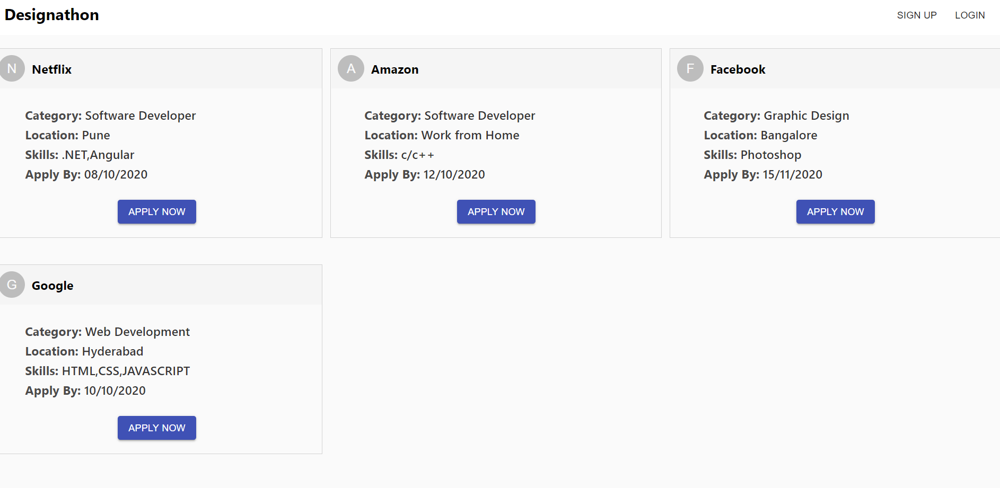 Designathon
SIGN UP LOGIN
N Netflix
Category: Software Developer
Location: Pune
Skills: .NET,Angular
Apply By: 08/10/2020
APPLY NOW
A Amazon
Category: Software Developer
Location: Work from Home
Skills: c/c++
Apply By: 12/10/2020
APPLY NOW
F Facebook
Category: Graphic Design
Location: Bangalore
Skills: Photoshop
Apply By: 15/11/2020
APPLY NOW
G Google
Category: Web Development
Location: Hyderabad
Skills: HTML,CSS,JAVASCRIPT
Apply By: 10/10/2020
APPLY NOW